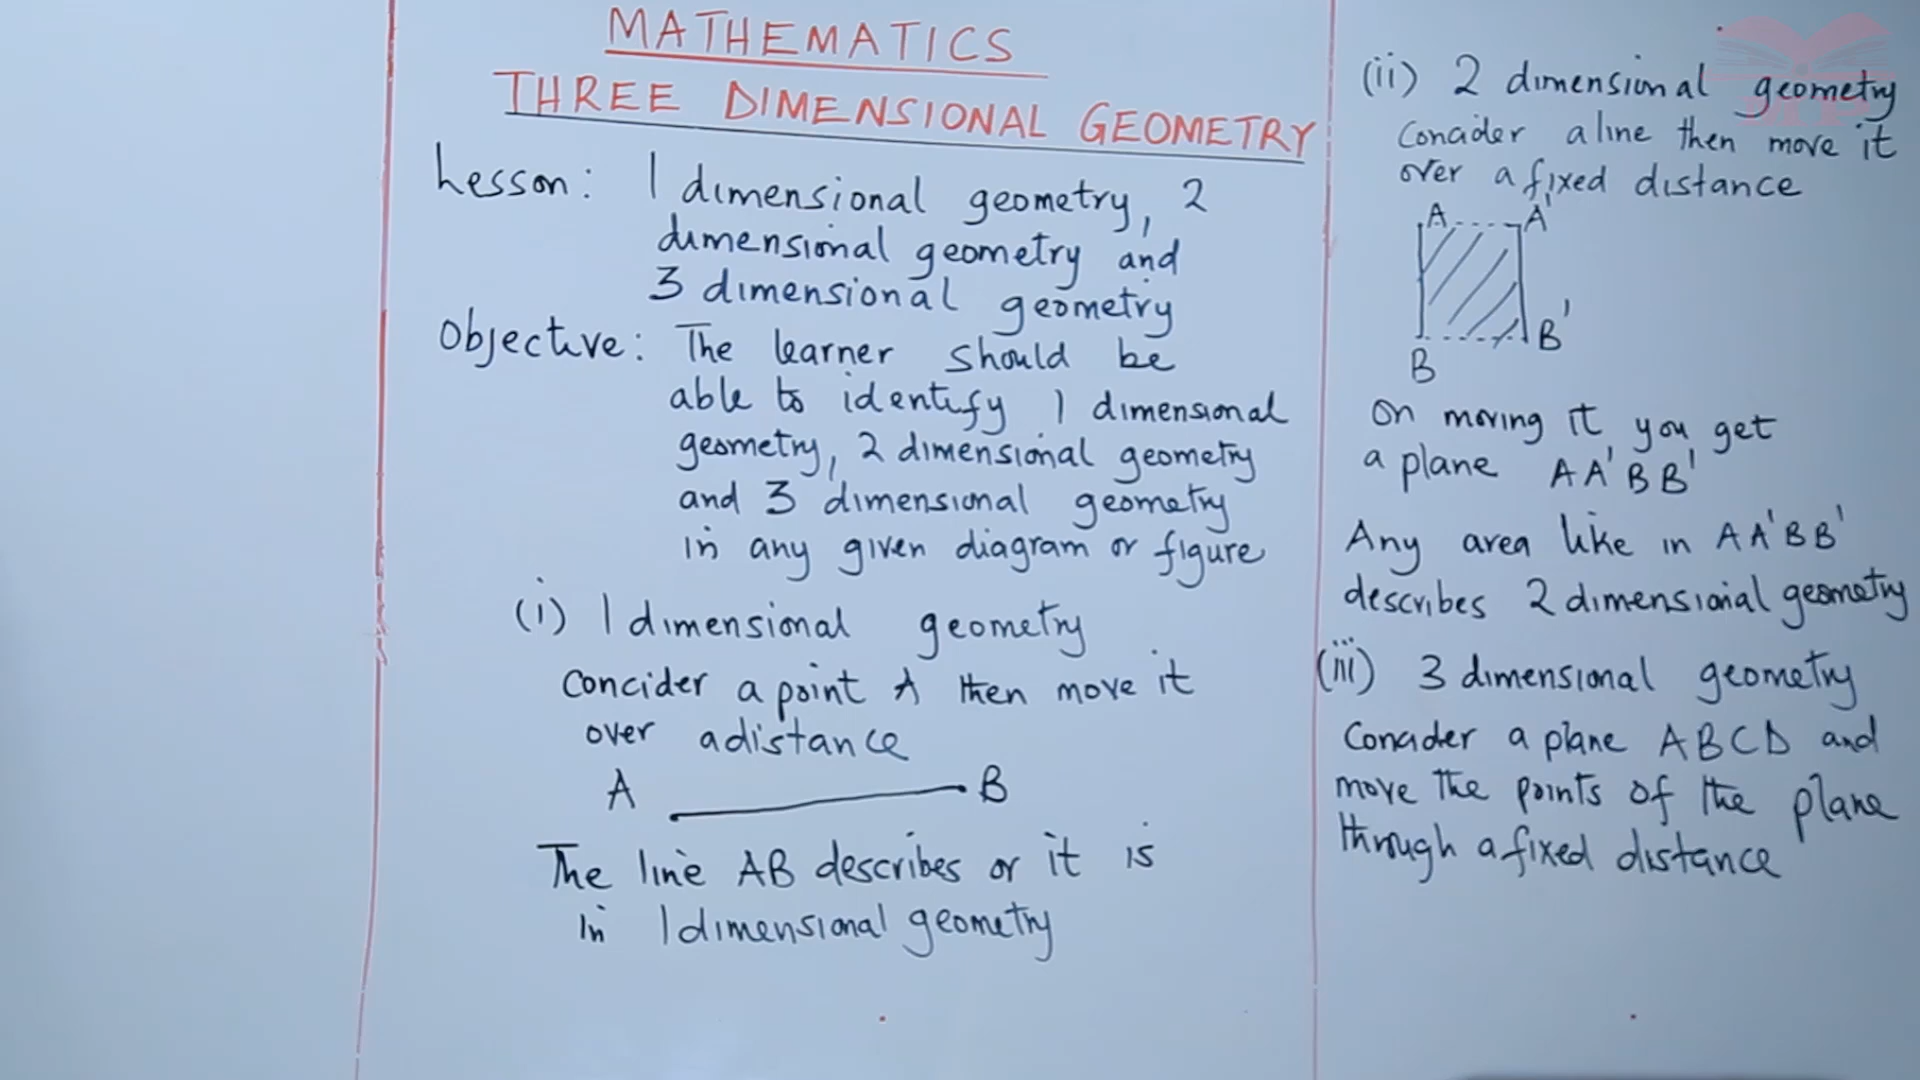 MATHEMATICS
THREE DIMENSIONAL GEOMETRY
Lesson: 1 dimensional geometry, 2
dimensional geometry and
3 dimensional geometry
Objective: The learner should be
able to identify 1 dimensional
geometry, 2 dimensional geometry
and 3 dimensional geometry
in any given diagram or figure
(i) 1 dimensional geometry
Concider a point A then move it
over a distance
A B
The line AB describes or it is
in 1 dimensional geometry
(ii) 2 dimensional geometry
Concider a line then move it
over a fixed distance
A A'
B B'
On moving it you get
a plane AA'BB'
Any area like in AA'BB'
describes 2 dimensional geometry
(iii) 3 dimensional geometry
Concider a plane ABCD and
move the points of the plane
through a fixed distance